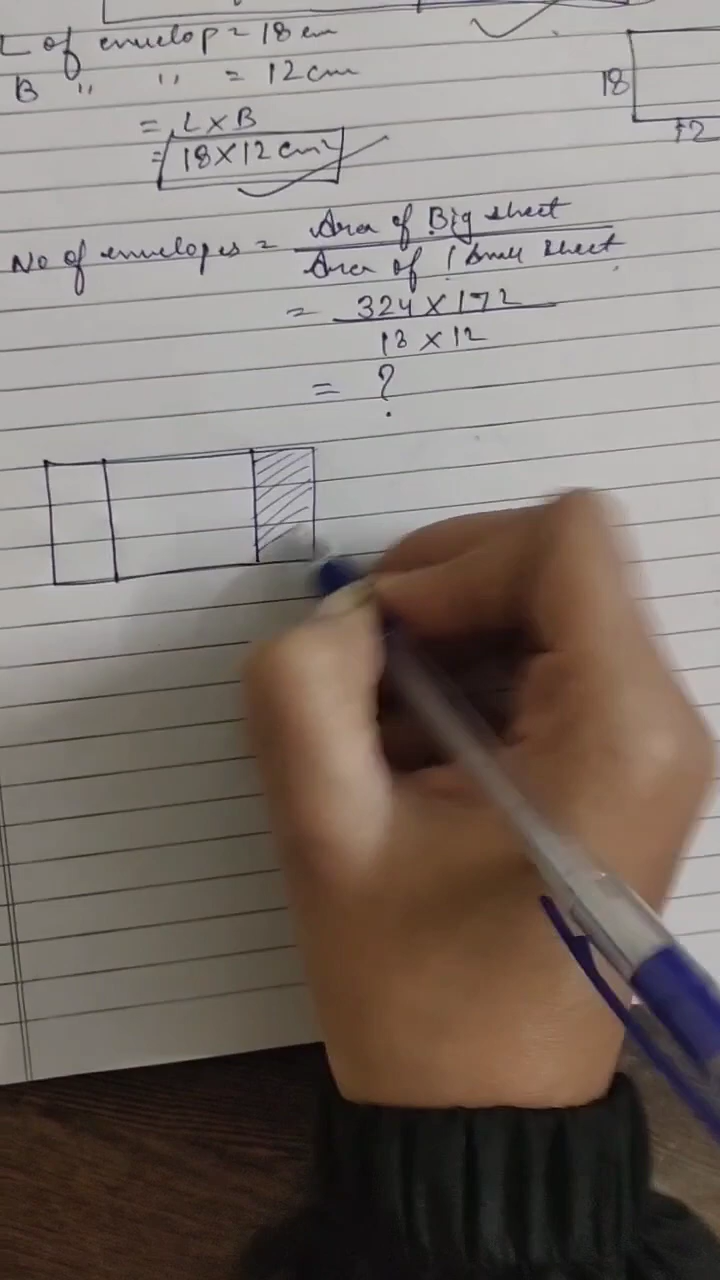 L of envelop = 18 cm
B " " = 12 cm
= L × B
= 18 × 12 cm²
18
12
No of envelopes = Area of Big sheet
Area of 1 Small sheet
= 324 × 172
18 × 12
= ?